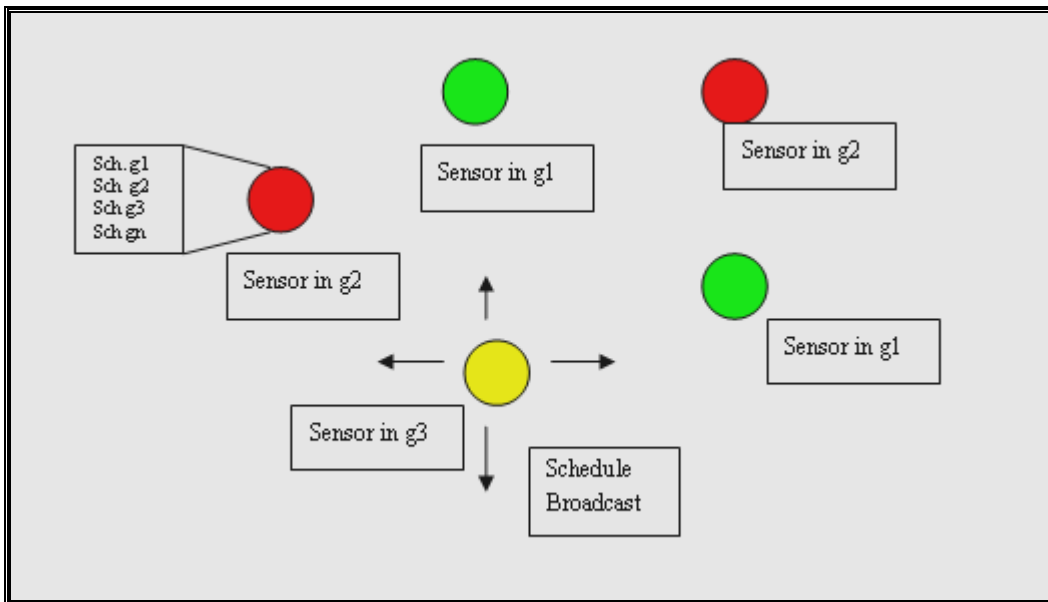 Sensor in g1
Sensor in g2
Sch. g1
Sch g2
Sch g3
Sch gn
Sensor in g2
Sensor in g1
Sensor in g3
Schedule
Broadcast